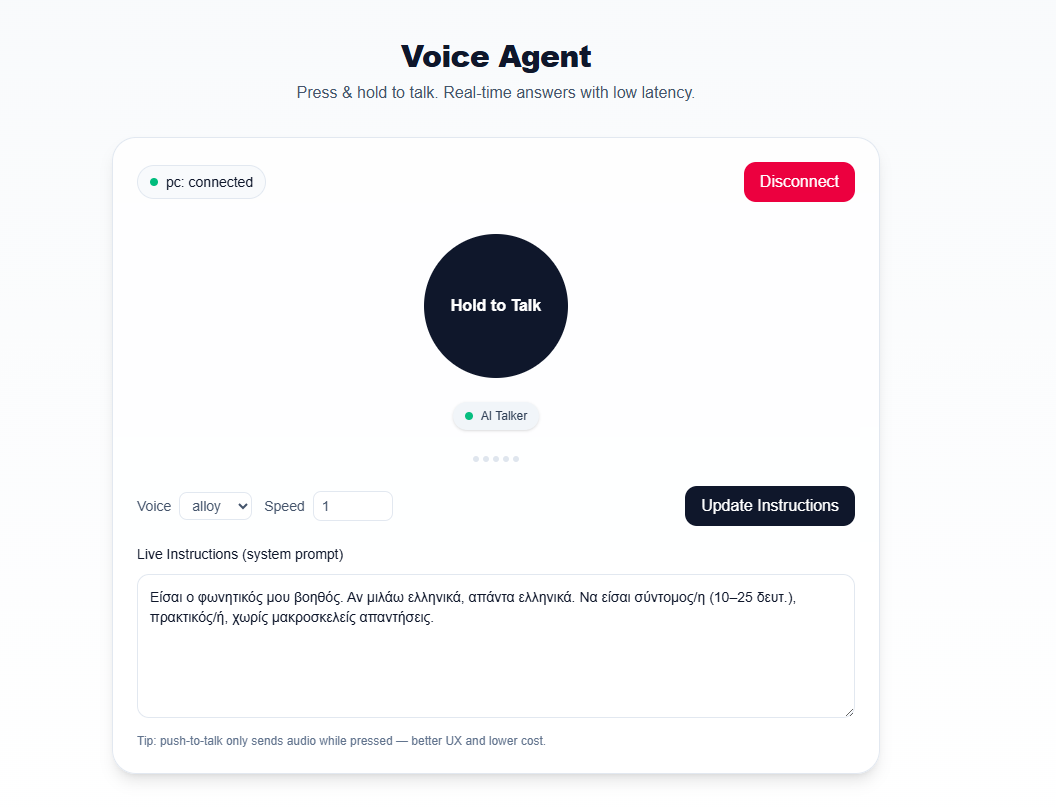 Voice Agent
Press & hold to talk. Real-time answers with low latency.
pc: connected
Disconnect
Hold to Talk
AI Talker
Voice alloy Speed 1
Update Instructions
Live Instructions (system prompt)
Είσαι ο φωνητικός μου βοηθός. Αν μιλάω ελληνικά, απάντα ελληνικά. Να είσαι σύντομος/η (10–25 δευτ.),
πρακτικός/ή, χωρίς μακροσκελείς απαντήσεις.
Tip: push-to-talk only sends audio while pressed — better UX and lower cost.